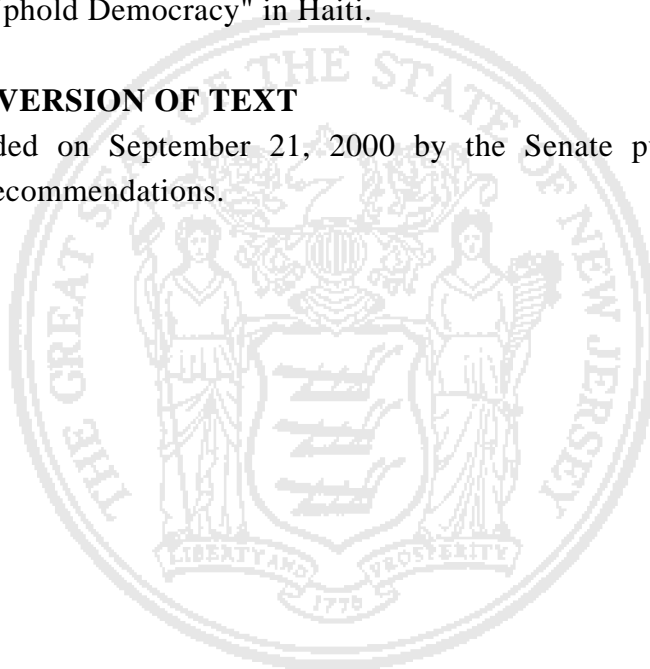 phold Democracy" in Haiti.
VERSION OF TEXT
ded on September 21, 2000 by the Senate p
ecommendations.
THE GREAT SEAL OF THE STATE OF NEW JERSEY
LIBERTY AND PROSPERITY
1776